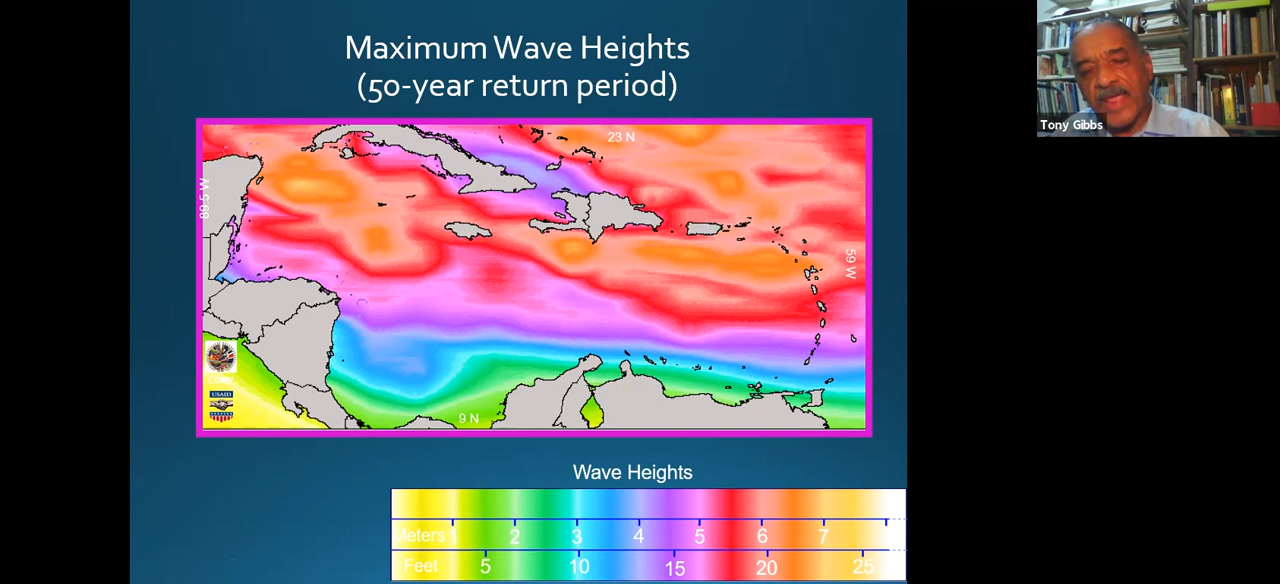 Maximum Wave Heights
(50-year return period)
Tony Gibbs
23 N
89.5 W
59 W
USAID
9 N
Wave Heights
Meters 1 2 3 4 5 6 7
Feet 5 10 15 20 25